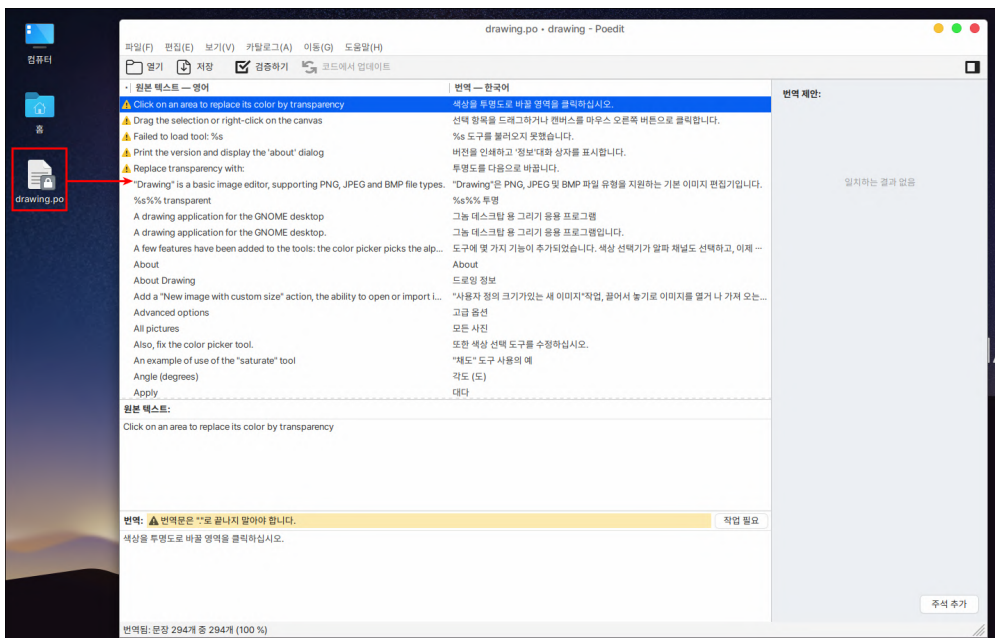 컴퓨터
홈
drawing.po
drawing.po • drawing - Poedit
파일(F) 편집(E) 보기(V) 카탈로그(A) 이동(G) 도움말(H)
열기 저장 검증하기 코드에서 업데이트
원본 텍스트 — 영어 번역 — 한국어
Click on an area to replace its color by transparency 색상을 투명도로 바꿀 영역을 클릭하십시오.
Drag the selection or right-click on the canvas 선택 항목을 드래그하거나 캔버스를 마우스 오른쪽 버튼으로 클릭합니다.
Failed to load tool: %s %s 도구를 불러오지 못했습니다.
Print the version and display the 'about' dialog 버전을 인쇄하고 '정보'대화 상자를 표시합니다.
Replace transparency with: 투명도를 다음으로 바꿉니다.
"Drawing" is a basic image editor, supporting PNG, JPEG and BMP file types. "Drawing"은 PNG, JPEG 및 BMP 파일 유형을 지원하는 기본 이미지 편집기입니다.
%s%% transparent %s%% 투명
A drawing application for the GNOME desktop 그놈 데스크탑 용 그리기 응용 프로그램
A drawing application for the GNOME desktop. 그놈 데스크탑 용 그리기 응용 프로그램입니다.
A few features have been added to the tools: the color picker picks the alp... 도구에 몇 가지 기능이 추가되었습니다. 색상 선택기가 알파 채널도 선택하고, 이제 ...
About About
About Drawing 드로잉 정보
Add a "New image with custom size" action, the ability to open or import i... "사용자 정의 크기가있는 새 이미지"작업, 끌어서 놓기로 이미지를 열거 나 가져 오는...
Advanced options 고급 옵션
All pictures 모든 사진
Also, fix the color picker tool. 또한 색상 선택 도구를 수정하십시오.
An example of use of the "saturate" tool "채도" 도구 사용의 예
Angle (degrees) 각도 (도)
Apply 대다
원본 텍스트:
Click on an area to replace its color by transparency
번역: 번역문은 "."로 끝나지 말아야 합니다. 작업 필요
색상을 투명도로 바꿀 영역을 클릭하십시오.
번역됨: 문장 294개 중 294개 (100 %)
번역 제안:
일치하는 결과 없음
주석 추가